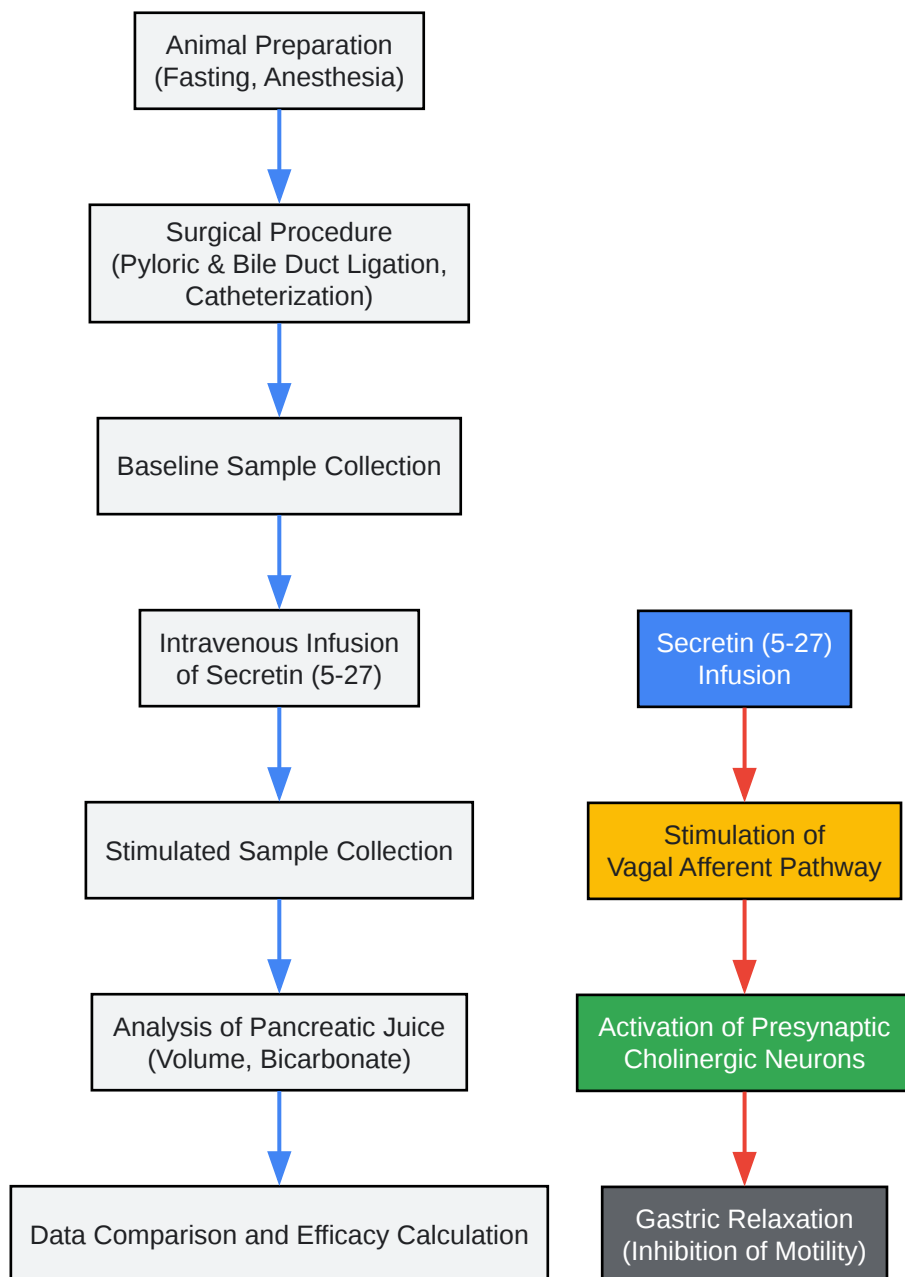 Animal Preparation
(Fasting, Anesthesia)
Surgical Procedure
(Pyloric & Bile Duct Ligation,
Catheterization)
Baseline Sample Collection
Intravenous Infusion
of Secretin (5-27)
Stimulated Sample Collection
Analysis of Pancreatic Juice
(Volume, Bicarbonate)
Data Comparison and Efficacy Calculation
Secretin (5-27)
Infusion
Stimulation of
Vagal Afferent Pathway
Activation of Presynaptic
Cholinergic Neurons
Gastric Relaxation
(Inhibition of Motility)